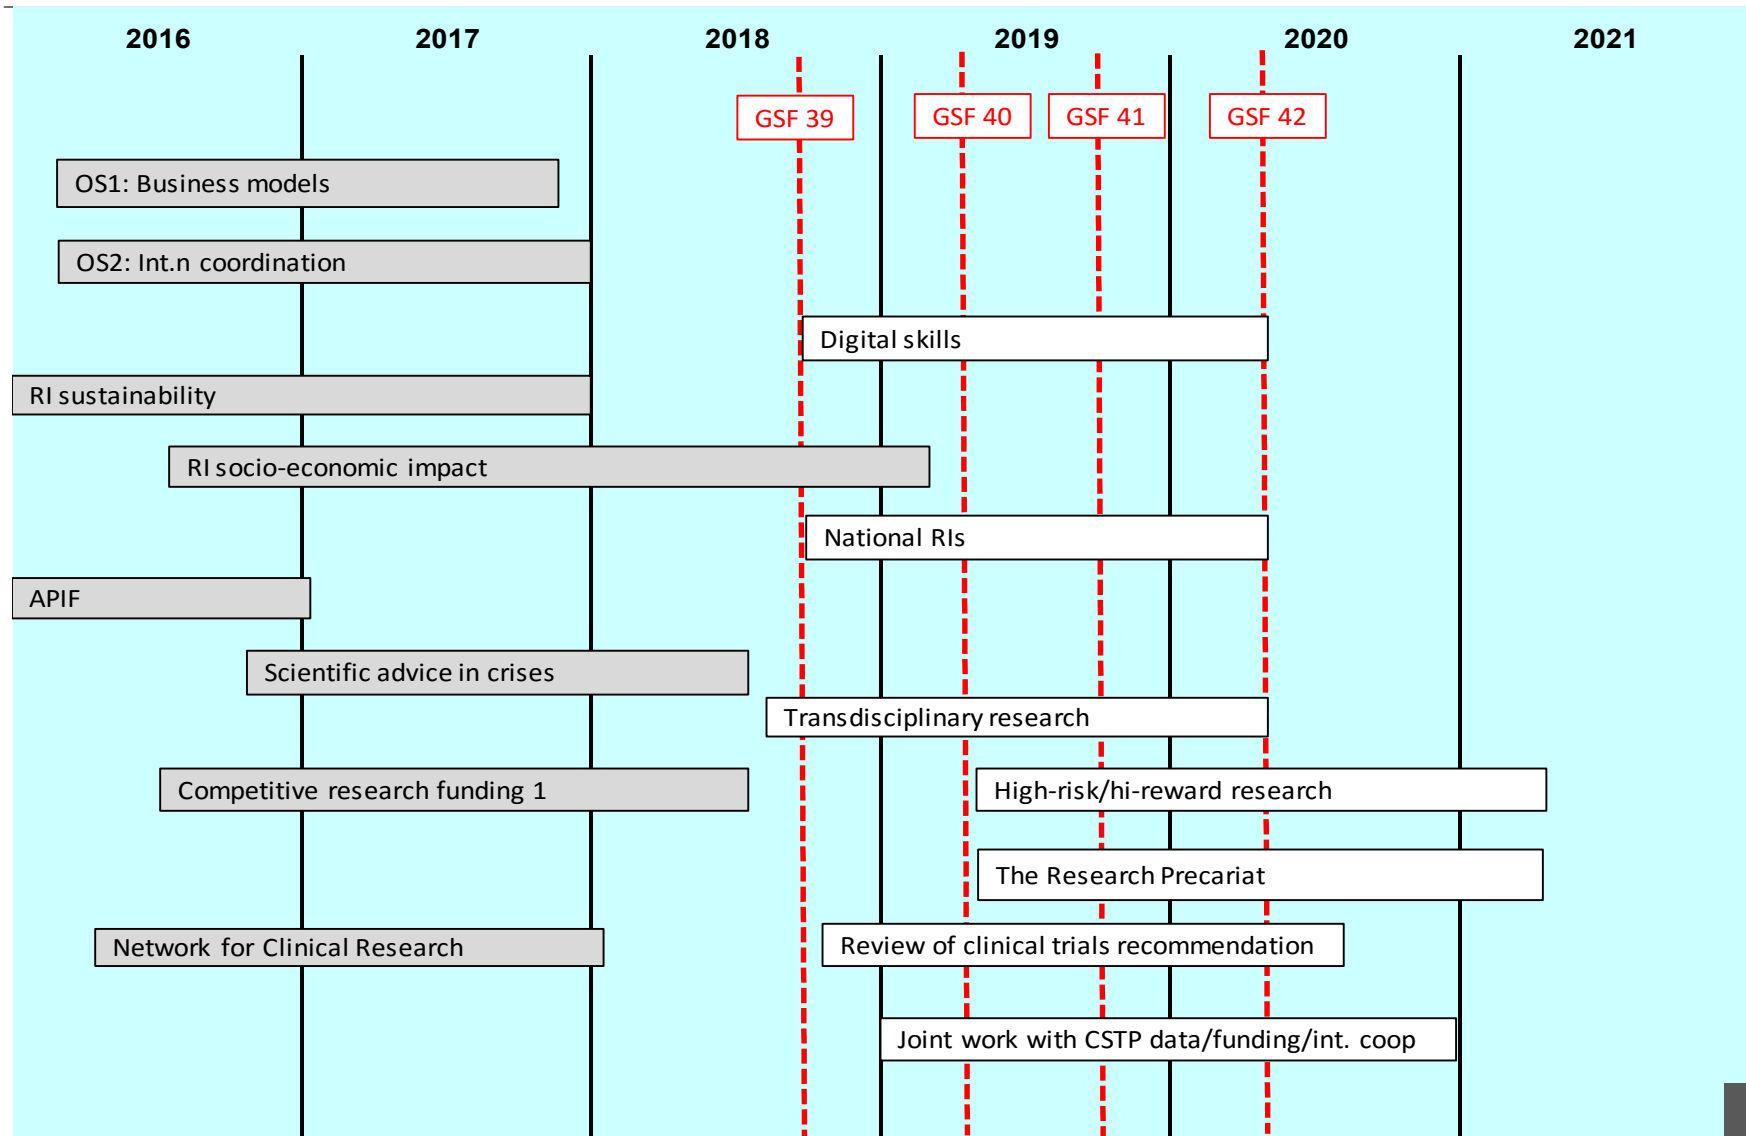 2016 2017 2018 2019 2020 2021
GSF 39 GSF 40 GSF 41 GSF 42
OS1: Business models
OS2: Int.n coordination
Digital skills
RI sustainability
RI socio-economic impact
National RIs
APIF
Scientific advice in crises
Transdisciplinary research
Competitive research funding 1
High-risk/hi-reward research
The Research Precariat
Network for Clinical Research
Review of clinical trials recommendation
Joint work with CSTP data/funding/int. coop